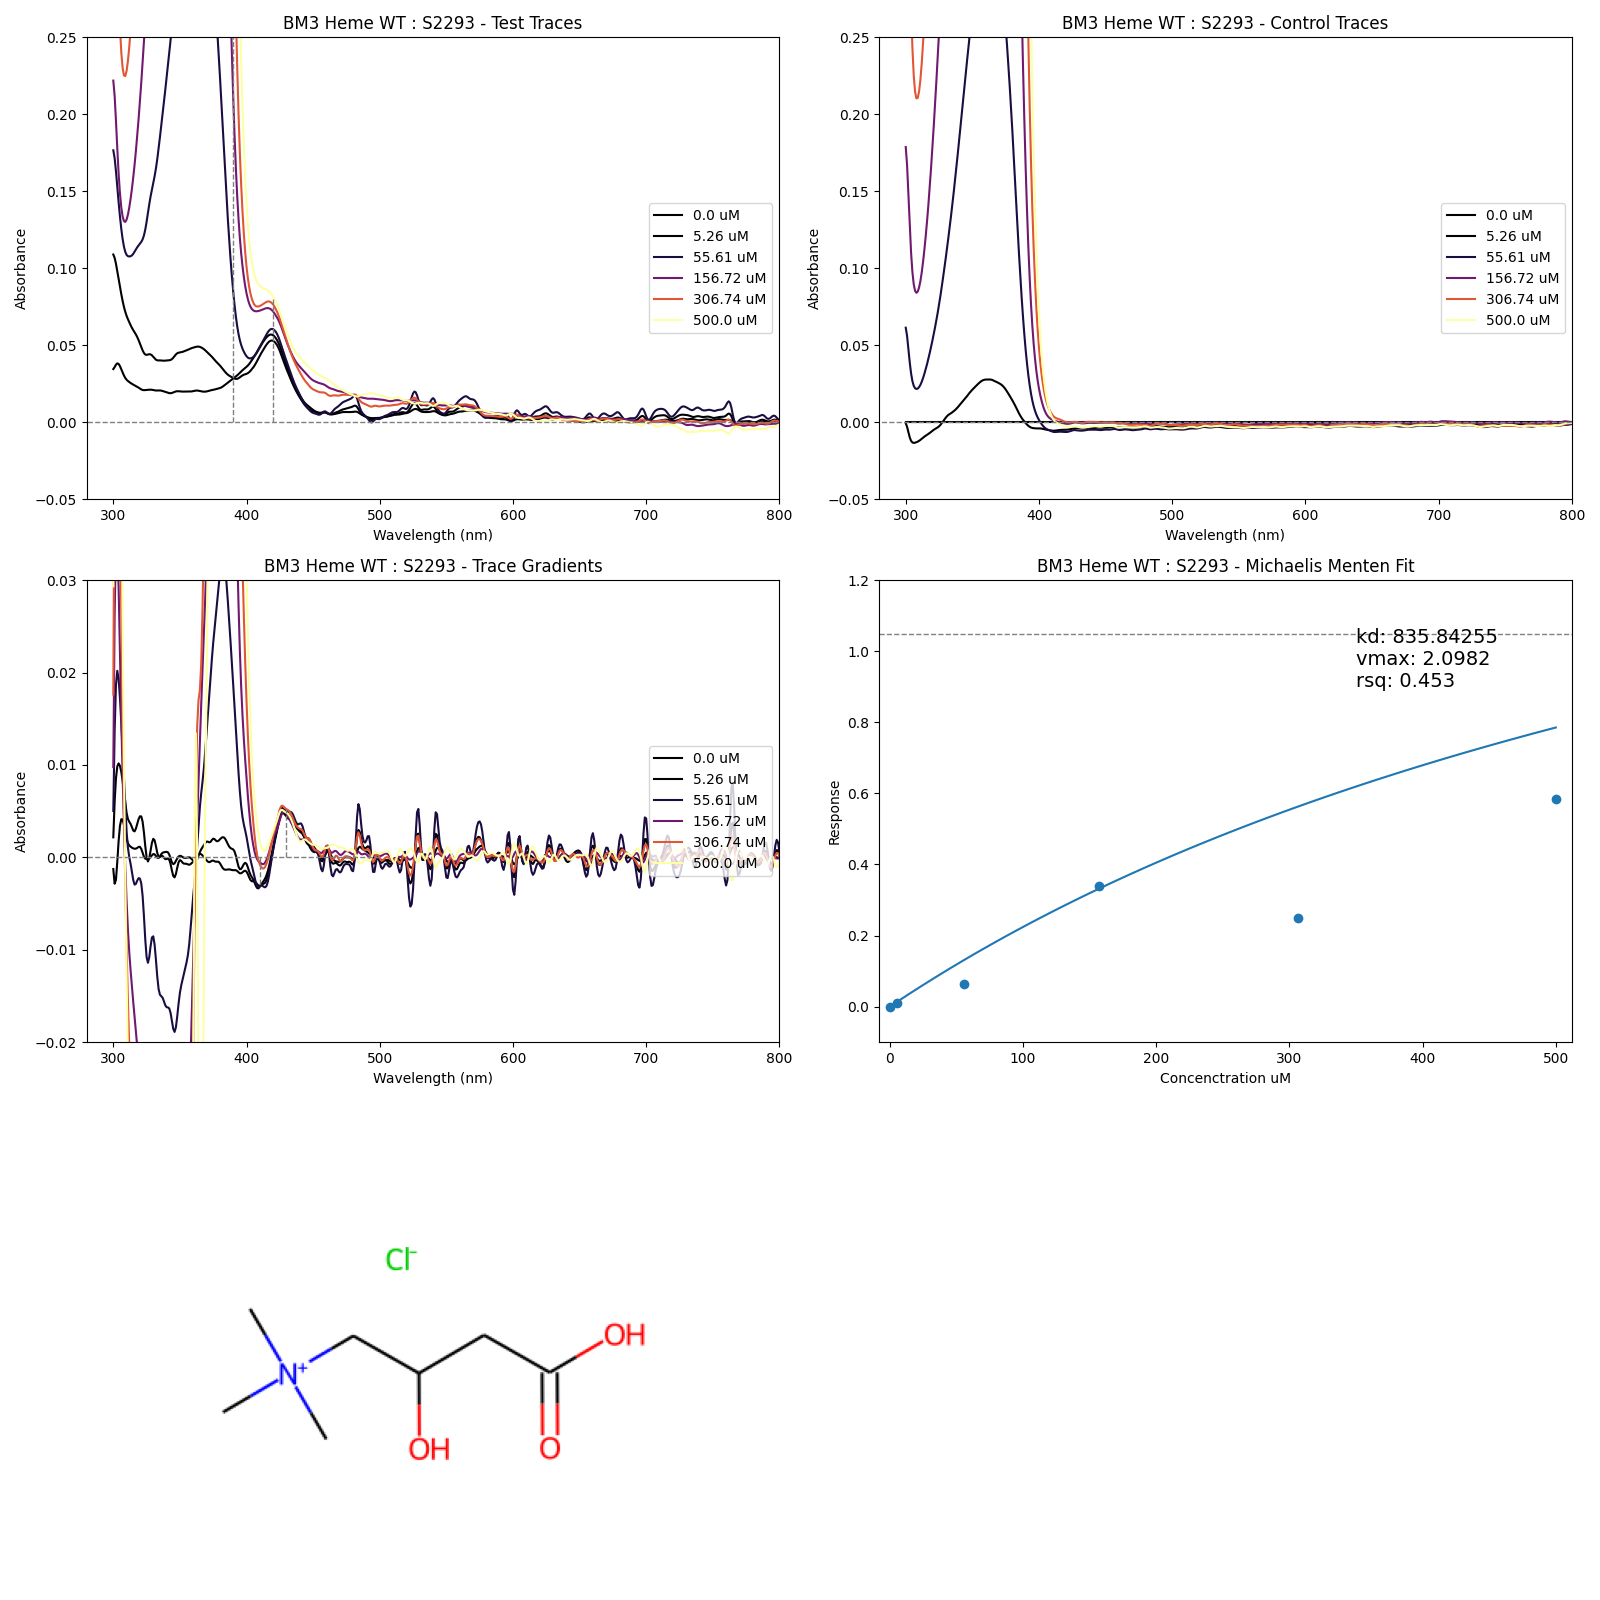 BM3 Heme WT : S2293 - Test Traces
0.25
0.20
0.15
0.10
0.05
0.00
−0.05
Absorbance
300 400 500 600 700 800
Wavelength (nm)
0.0 uM
5.26 uM
55.61 uM
156.72 uM
306.74 uM
500.0 uM
BM3 Heme WT : S2293 - Control Traces
0.25
0.20
0.15
0.10
0.05
0.00
−0.05
Absorbance
300 400 500 600 700 800
Wavelength (nm)
0.0 uM
5.26 uM
55.61 uM
156.72 uM
306.74 uM
500.0 uM
BM3 Heme WT : S2293 - Trace Gradients
0.03
0.02
0.01
0.00
−0.01
−0.02
Absorbance
300 400 500 600 700 800
Wavelength (nm)
0.0 uM
5.26 uM
55.61 uM
156.72 uM
306.74 uM
500.0 uM
BM3 Heme WT : S2293 - Michaelis Menten Fit
1.2
1.0
0.8
0.6
0.4
0.2
0.0
Response
0 100 200 300 400 500
Concenctration uM
kd: 835.84255
vmax: 2.0982
rsq: 0.453
Cl⁻
OH
N⁺
OH
O